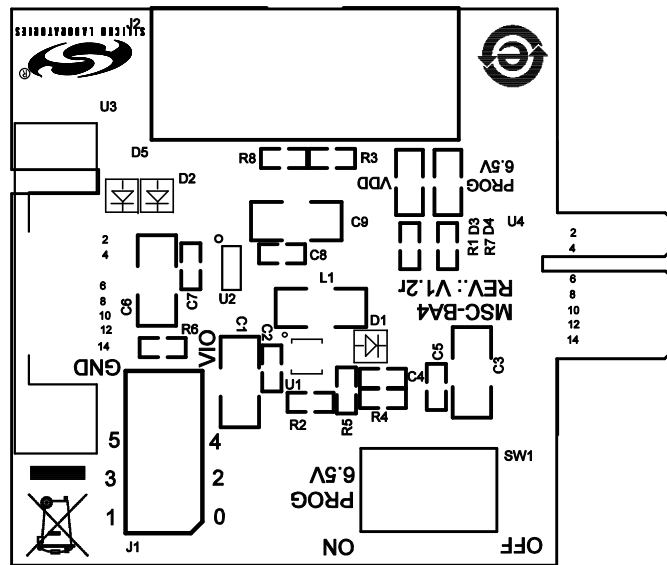 J2
SILICON LABORATORIES
®
e
U3
D5
R8
R3
D2
VDD
PROG
6.5V
C9
U4
2
4
C8
R1 D3
R7 D4
2
4
6
8
10
12
14
C6
C7
U2
L1
REV.: V1.2r
MSC-BA4
6
8
10
12
14
R6
VIO
C1
C2
D1
GND
U1
C4
C5
C3
R2
R5
R4
5
4
3
2
1
0
J1
SW1
6.5V
PROG
ON
OFF